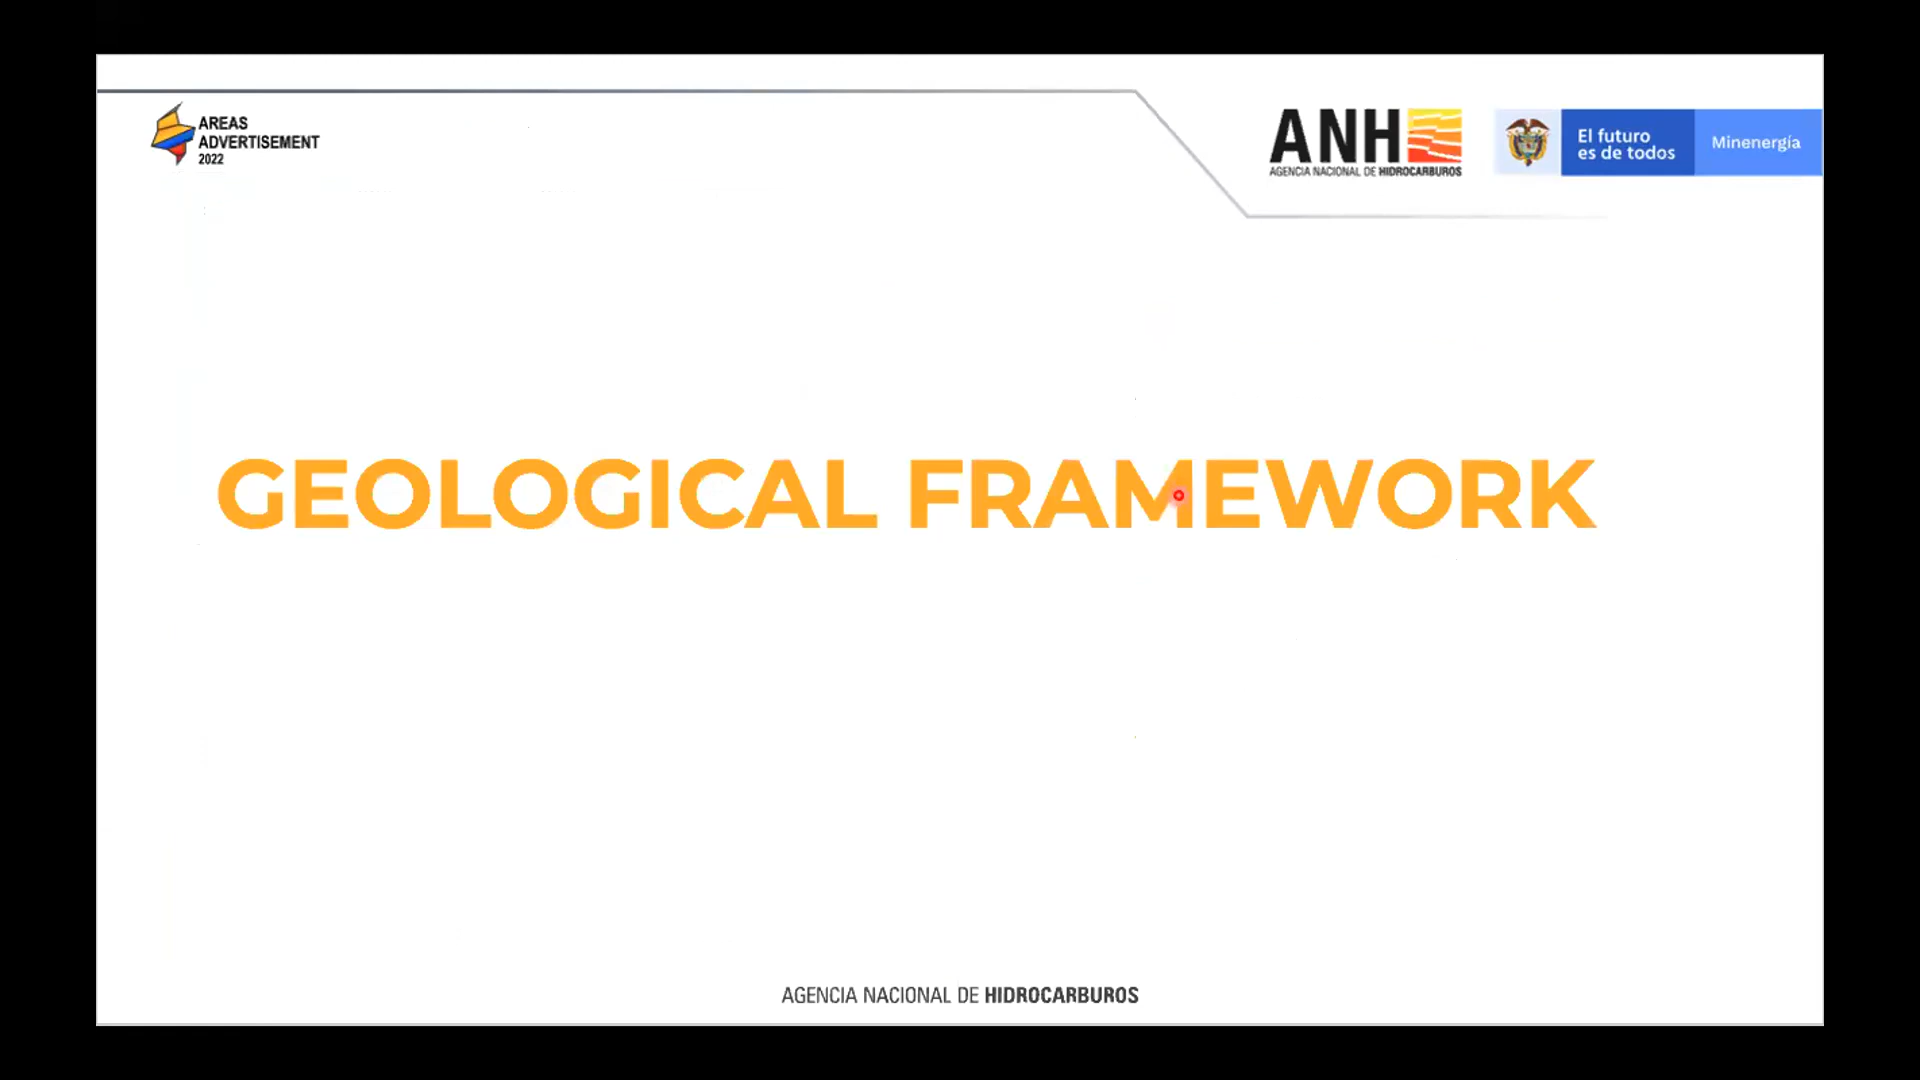 AREAS
ADVERTISEMENT
2022
ANH
AGENCIA NACIONAL DE HIDROCARBUROS
El futuro
es de todos
Minenergía
GEOLOGICAL FRAMEWORK
AGENCIA NACIONAL DE HIDROCARBUROS